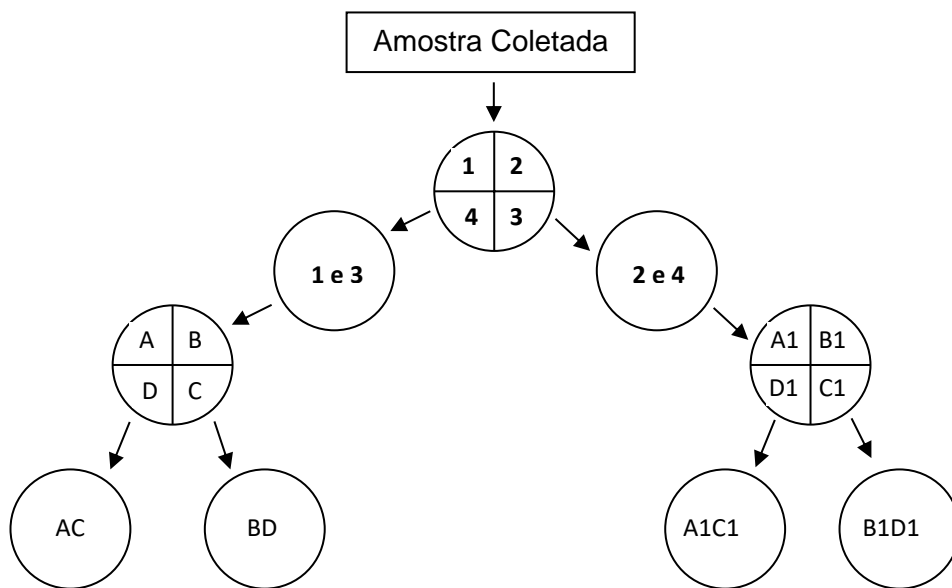 Amostra Coletada
1 2
4 3
1 e 3
2 e 4
A B
D C
A1 B1
D1 C1
AC
BD
A1C1
B1D1